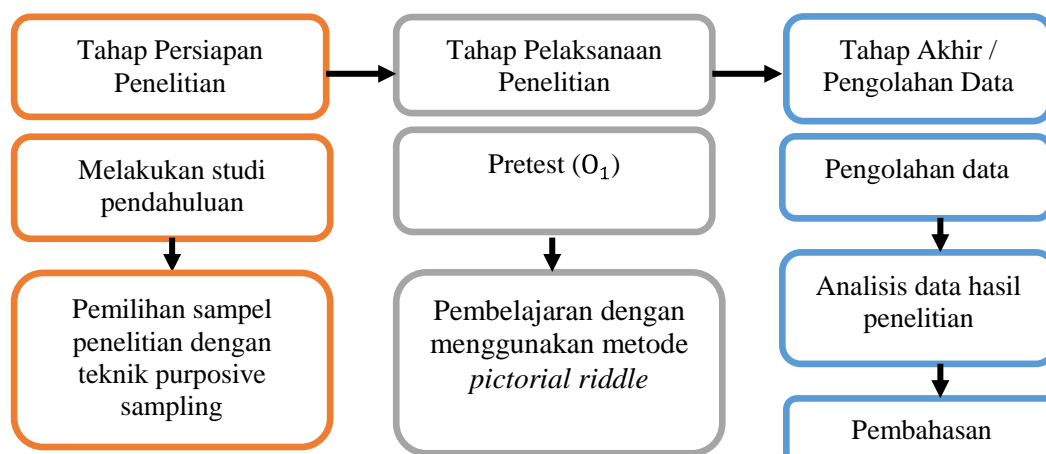 Tahap Persiapan
Penelitian
Tahap Pelaksanaan
Penelitian
Tahap Akhir /
Pengolahan Data
Melakukan studi
pendahuluan
Pretest (O₁)
Pengolahan data
Pemilihan sampel
penelitian dengan
teknik purposive
sampling
Pembelajaran dengan
menggunakan metode
pictorial riddle
Analisis data hasil
penelitian
Pembahasan